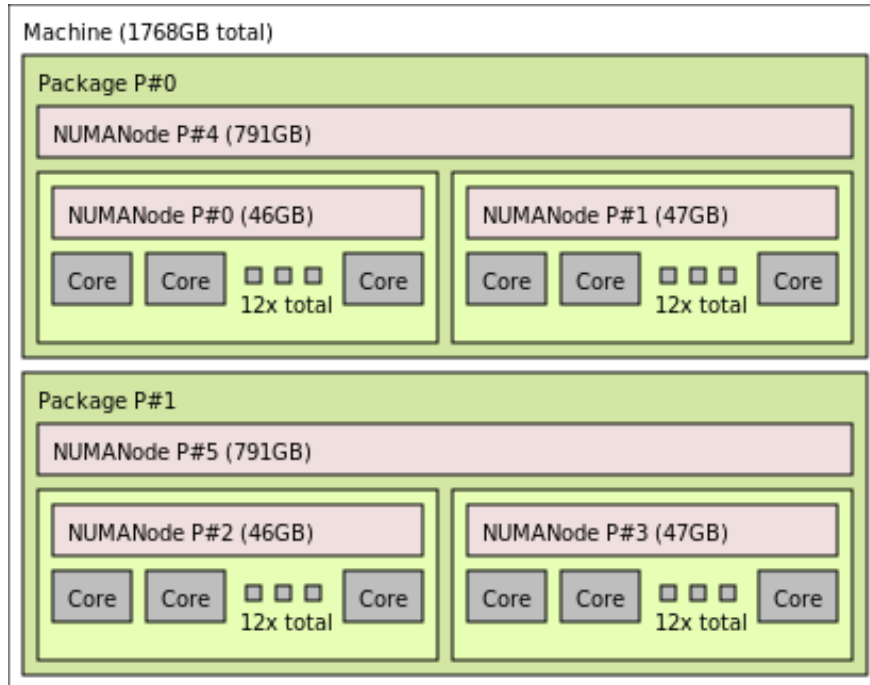 Machine (1768GB total)
Package P#0
NUMANode P#4 (791GB)
NUMANode P#0 (46GB)
NUMANode P#1 (47GB)
Core Core Core Core Core Core
12x total 12x total
Package P#1
NUMANode P#5 (791GB)
NUMANode P#2 (46GB)
NUMANode P#3 (47GB)
Core Core Core Core Core Core
12x total 12x total